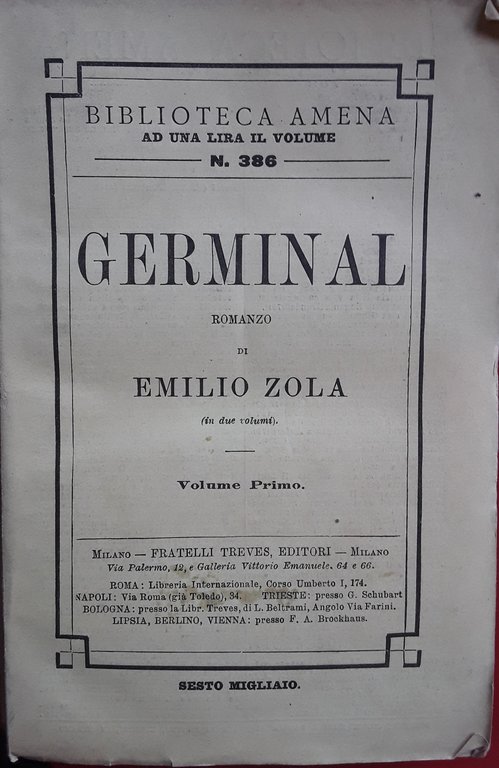 BIBLIOTECA AMENA
AD UNA LIRA IL VOLUME
N. 386
GERMINAL
ROMANZO
DI
EMILIO ZOLA
(in due volumi).
Volume Primo.
MILANO — FRATELLI TREVES, EDITORI — MILANO
Via Palermo, 12, e Galleria Vittorio Emanuele, 64 e 66.
ROMA: Libreria Internazionale, Corso Umberto I, 174.
NAPOLI: Via Roma (già Toledo), 34. TRIESTE: presso G. Schubart
BOLOGNA: presso la Libr. Treves, di L. Beltrami, Angolo Via Farini.
LIPSIA, BERLINO, VIENNA: presso F. A. Brockhaus.
SESTO MIGLIAIO.